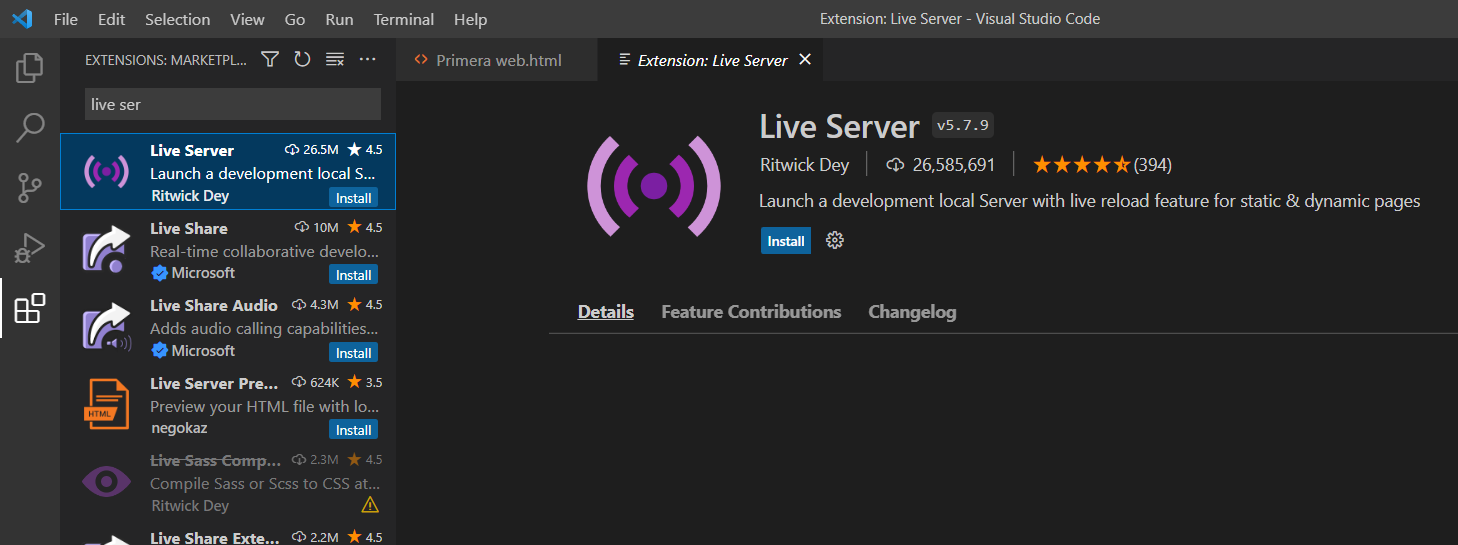 File Edit Selection View Go Run Terminal Help
Extension: Live Server - Visual Studio Code
EXTENSIONS: MARKETPL...
live ser
Live Server 26.5M 4.5
Launch a development local S...
Ritwick Dey Install
Live Share 10M 4.5
Real-time collaborative develo...
Microsoft Install
Live Share Audio 4.3M 4.5
Adds audio calling capabilities...
Microsoft Install
Live Server Pre... 624K 3.5
Preview your HTML file with lo...
HTML
negokaz Install
Live Sass Comp... 2.3M 4.5
Compile Sass or Scss to CSS at...
Ritwick Dey
Live Share Exte... 2.2M 4.5
Primera web.html
Extension: Live Server
Live Server v5.7.9
Ritwick Dey 26,585,691 (394)
Launch a development local Server with live reload feature for static & dynamic pages
Install
Details Feature Contributions Changelog